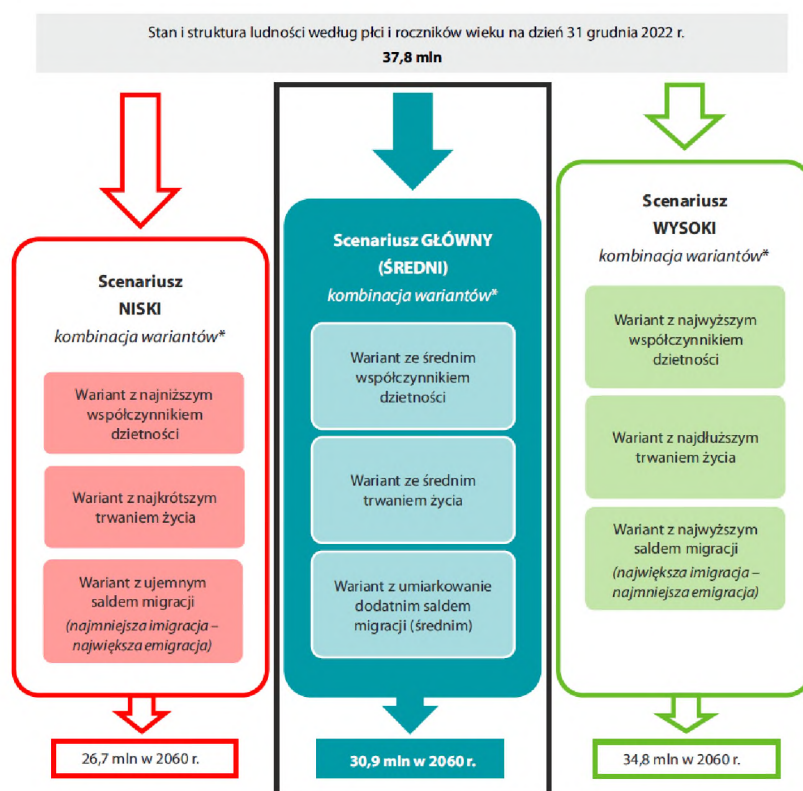 Stan i struktura ludności według płci i roczników wieku na dzień 31 grudnia 2022 r.
37,8 mln
Scenariusz
NISKI
kombinacja wariantów*
Wariant z najniższym
współczynnikiem
dzietności
Wariant z najkrótszym
trwaniem życia
Wariant z ujemnym
saldem migracji
(najmniejsza imigracja –
największa emigracja)
26,7 mln w 2060 r.
Scenariusz GŁÓWNY
(ŚREDNI)
kombinacja wariantów*
Wariant ze średnim
współczynnikiem
dzietności
Wariant ze średnim
trwaniem życia
Wariant z umiarkowanie
dodatnim saldem
migracji (średnim)
30,9 mln w 2060 r.
Scenariusz
WYSOKI
kombinacja wariantów*
Wariant z najwyższym
współczynnikiem
dzietności
Wariant z najdłuższym
trwaniem życia
Wariant z najwyższym
saldem migracji
(największa imigracja –
najmniejsza emigracja)
34,8 mln w 2060 r.